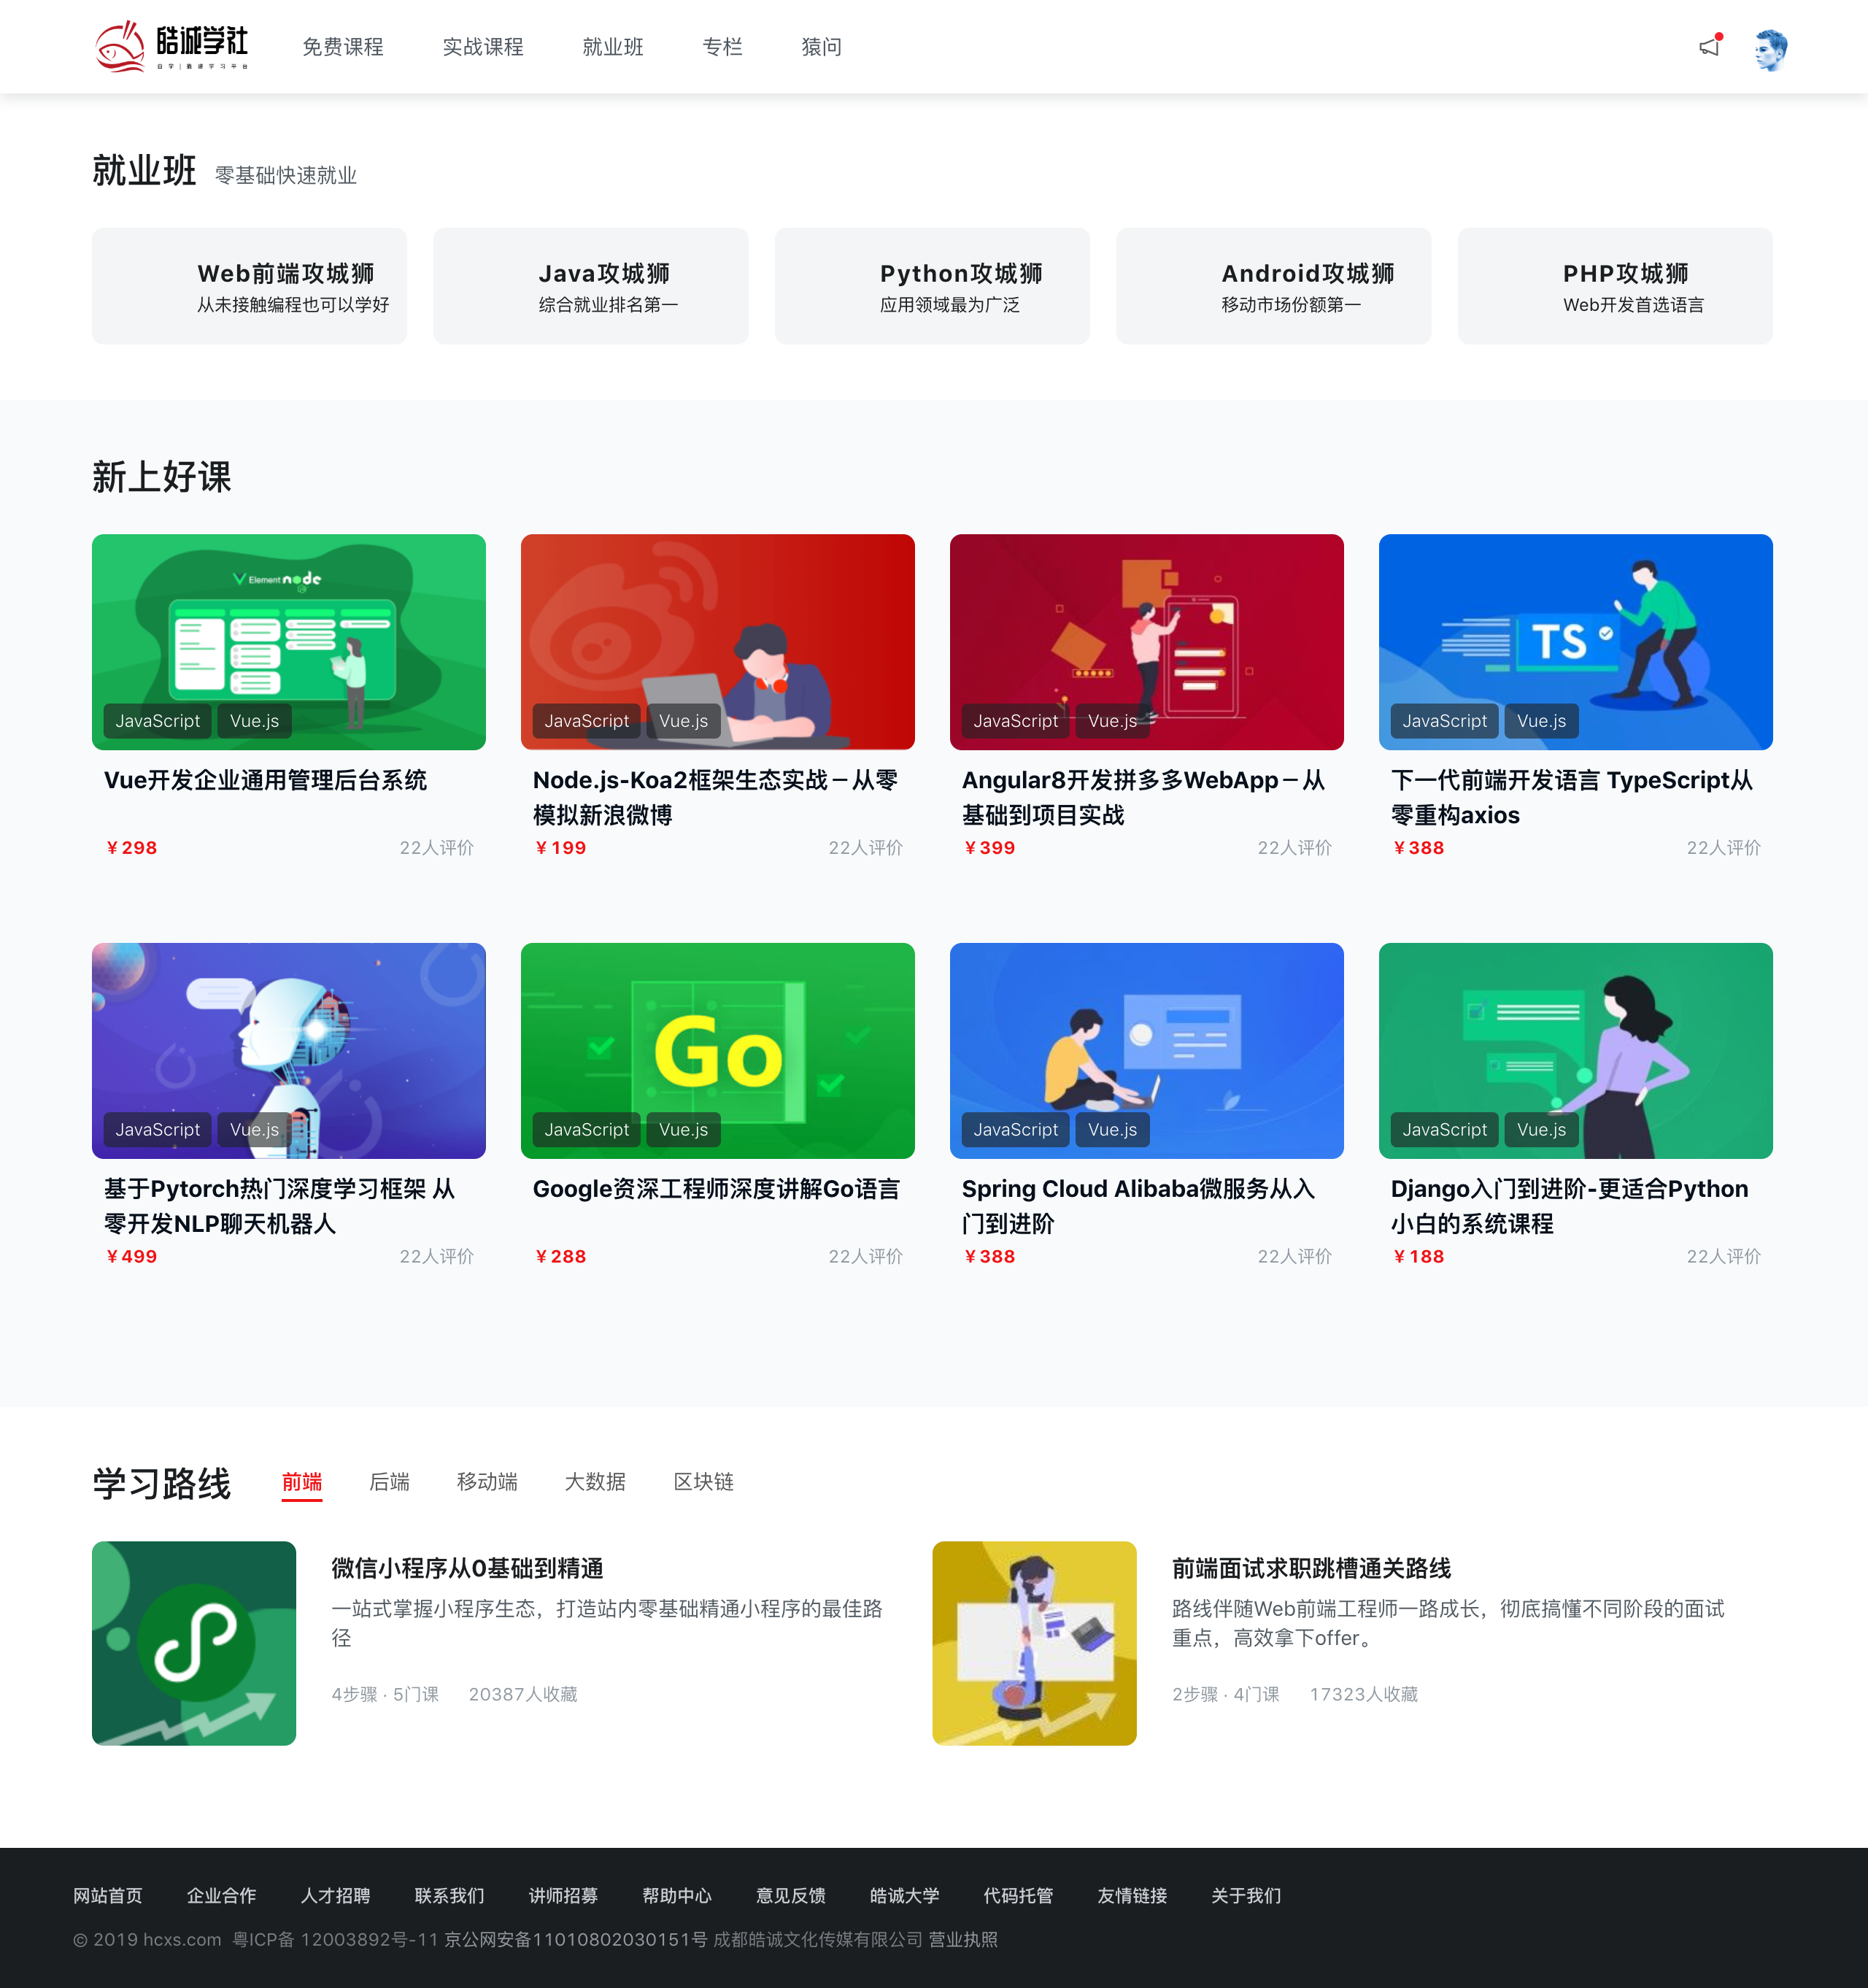 皓诚学社
自学|戴课学习平台
免费课程 实战课程 就业班 专栏 猿问
就业班 零基础快速就业
Web前端攻城狮
从未接触编程也可以学好
Java攻城狮
综合就业排名第一
Python攻城狮
应用领域最为广泛
Android攻城狮
移动市场份额第一
PHP攻城狮
Web开发首选语言
新上好课
Element node
JavaScript Vue.js
Vue开发企业通用管理后台系统
¥298 22人评价
JavaScript Vue.js
Node.js-Koa2框架生态实战－从零
模拟新浪微博
¥199 22人评价
JavaScript Vue.js
Angular8开发拼多多WebApp－从
基础到项目实战
¥399 22人评价
TS
JavaScript Vue.js
下一代前端开发语言 TypeScript从
零重构axios
¥388 22人评价
JavaScript Vue.js
基于Pytorch热门深度学习框架 从
零开发NLP聊天机器人
¥499 22人评价
Go
JavaScript Vue.js
Google资深工程师深度讲解Go语言
¥288 22人评价
JavaScript Vue.js
Spring Cloud Alibaba微服务从入
门到进阶
¥388 22人评价
JavaScript Vue.js
Django入门到进阶-更适合Python
小白的系统课程
¥188 22人评价
学习路线 前端 后端 移动端 大数据 区块链
微信小程序从0基础到精通
一站式掌握小程序生态，打造站内零基础精通小程序的最佳路
径
4步骤 · 5门课 20387人收藏
前端面试求职跳槽通关路线
路线伴随Web前端工程师一路成长，彻底搞懂不同阶段的面试
重点，高效拿下offer。
2步骤 · 4门课 17323人收藏
网站首页 企业合作 人才招聘 联系我们 讲师招募 帮助中心 意见反馈 皓诚大学 代码托管 友情链接 关于我们
© 2019 hcxs.com 粤ICP备 12003892号-11 京公网安备11010802030151号 成都皓诚文化传媒有限公司 营业执照